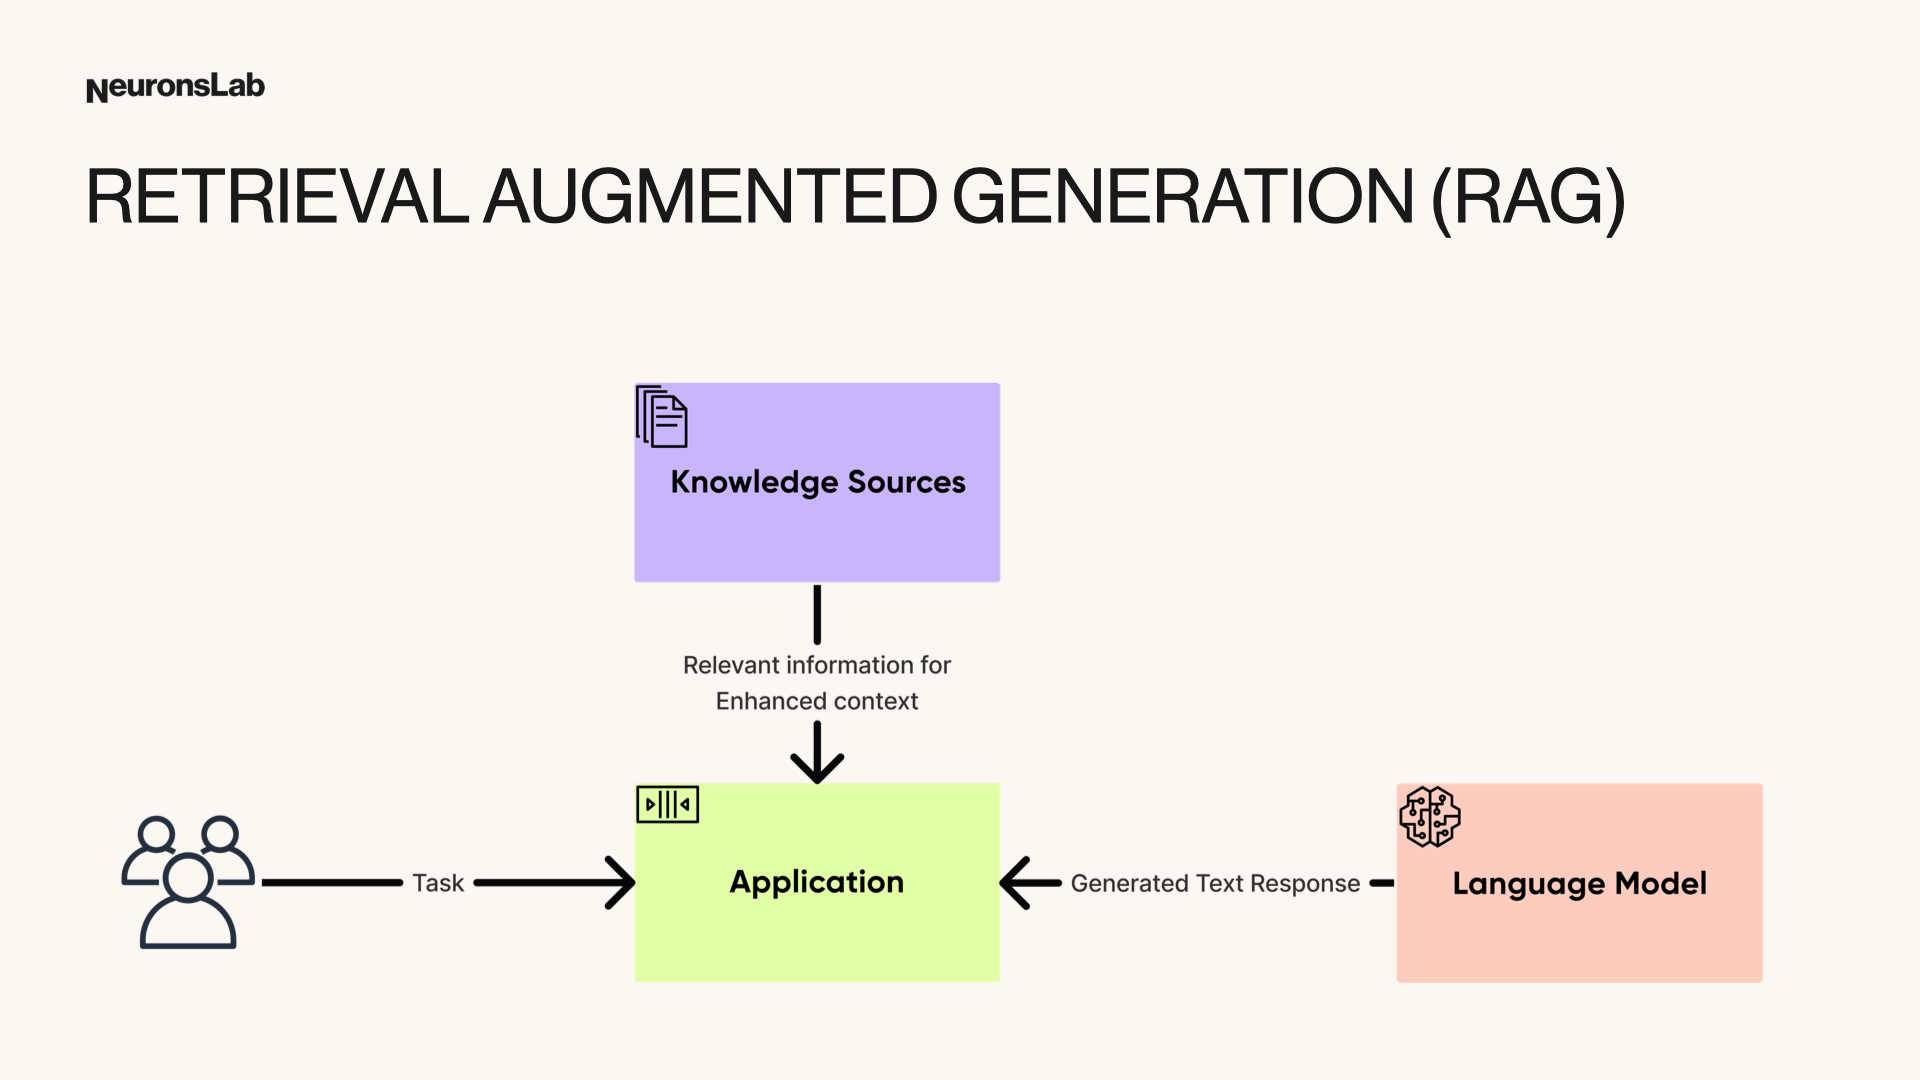 NeuronsLab
RETRIEVAL AUGMENTED GENERATION (RAG)
Knowledge Sources
Relevant information for
Enhanced context
Task
Application
Generated Text Response
Language Model